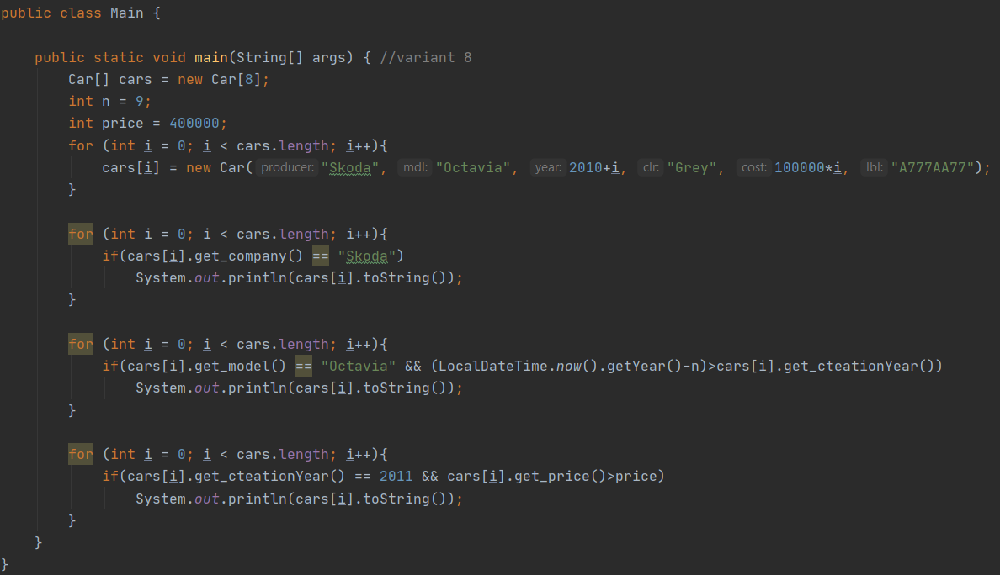 public class Main {
public static void main(String[] args) { //variant 8
Car[] cars = new Car[8];
int n = 9;
int price = 400000;
for (int i = 0; i < cars.length; i++){
cars[i] = new Car( producer: "Skoda", mdl: "Octavia", year: 2010+i, clr: "Grey", cost: 100000*i, lbl: "A777AA77");
}
for (int i = 0; i < cars.length; i++){
if(cars[i].get_company() == "Skoda")
System.out.println(cars[i].toString());
}
for (int i = 0; i < cars.length; i++){
if(cars[i].get_model() == "Octavia" && (LocalDateTime.now().getYear()-n)>cars[i].get_cteationYear())
System.out.println(cars[i].toString());
}
for (int i = 0; i < cars.length; i++){
if(cars[i].get_cteationYear() == 2011 && cars[i].get_price()>price)
System.out.println(cars[i].toString());
}
}
}